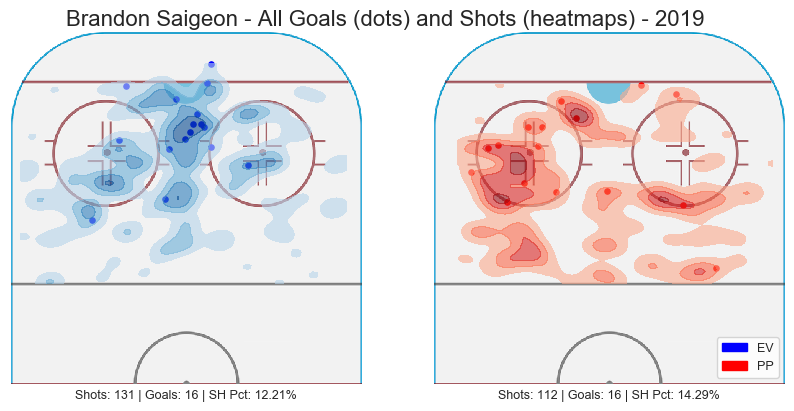 Brandon Saigeon - All Goals (dots) and Shots (heatmaps) - 2019
EV
PP
Shots: 131 | Goals: 16 | SH Pct: 12.21%
Shots: 112 | Goals: 16 | SH Pct: 14.29%